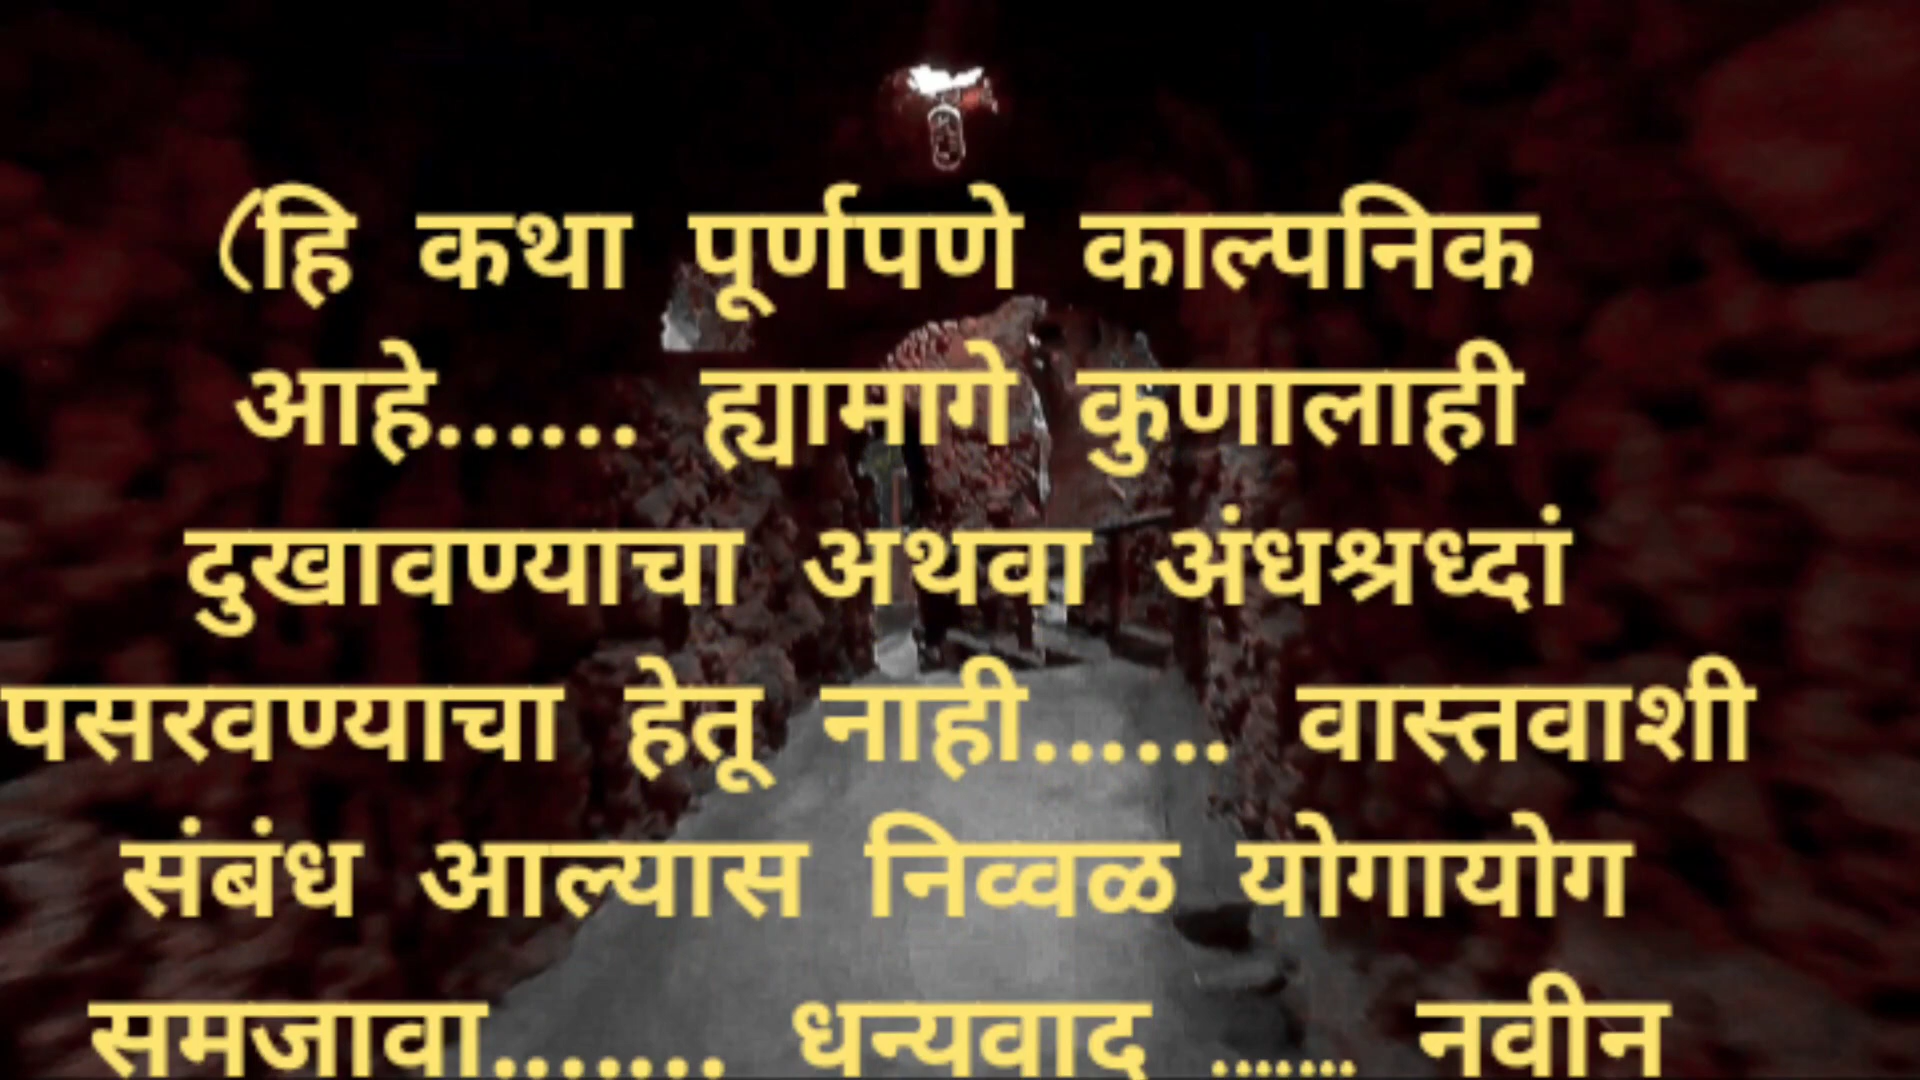 (हि कथा पूर्णपणे काल्पनिक
आहे...... ह्यामागे कुणालाही
दुखावण्याचा अथवा अंधश्रध्दां
पसरवण्याचा हेतू नाही...... वास्तवाशी
संबंध आल्यास निव्वळ योगायोग
समजावा....... धन्यवाद ....... नवीन